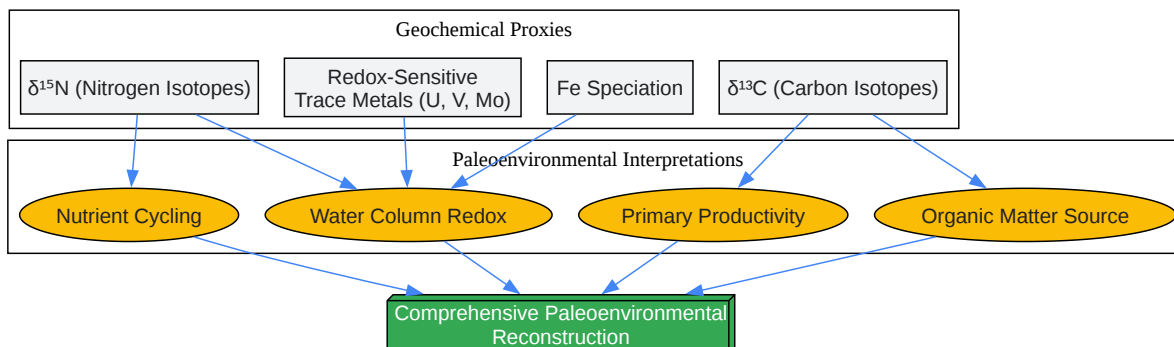 Geochemical Proxies
δ¹⁵N (Nitrogen Isotopes)
Redox-Sensitive
Trace Metals (U, V, Mo)
Fe Speciation
δ¹³C (Carbon Isotopes)
Paleoenvironmental Interpretations
Nutrient Cycling
Water Column Redox
Primary Productivity
Organic Matter Source
Comprehensive Paleoenvironmental
Reconstruction